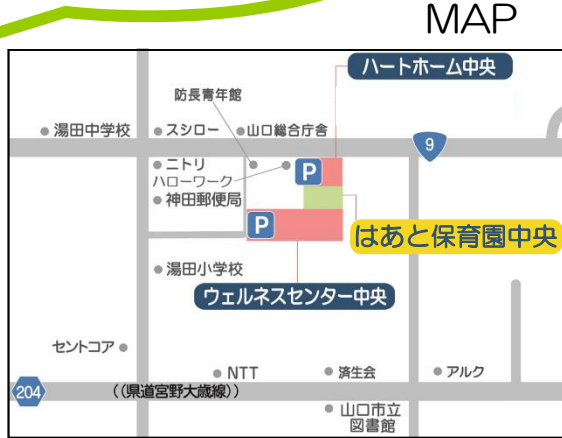 MAP
ハートホーム中央
防長青年館
湯田中学校
スシロー
山口総合庁舎
9
ニトリ
ハローワーク
P
神田郵便局
P
はあと保育園中央
湯田小学校
ウェルネスセンター中央
セントコア
NTT
済生会
アルク
204
((県道宮野大歳線))
山口市立
図書館